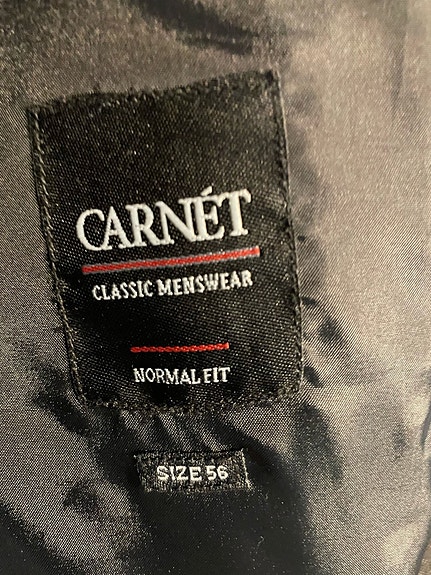 CARNÉT
CLASSIC MENSWEAR
NORMAL FIT
SIZE 56